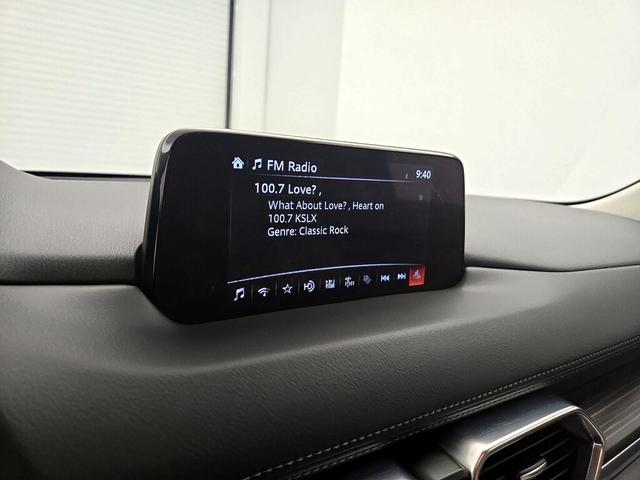 FM Radio
9:40
100.7 Love? ,
What About Love? , Heart on
100.7 KSLX
Genre: Classic Rock